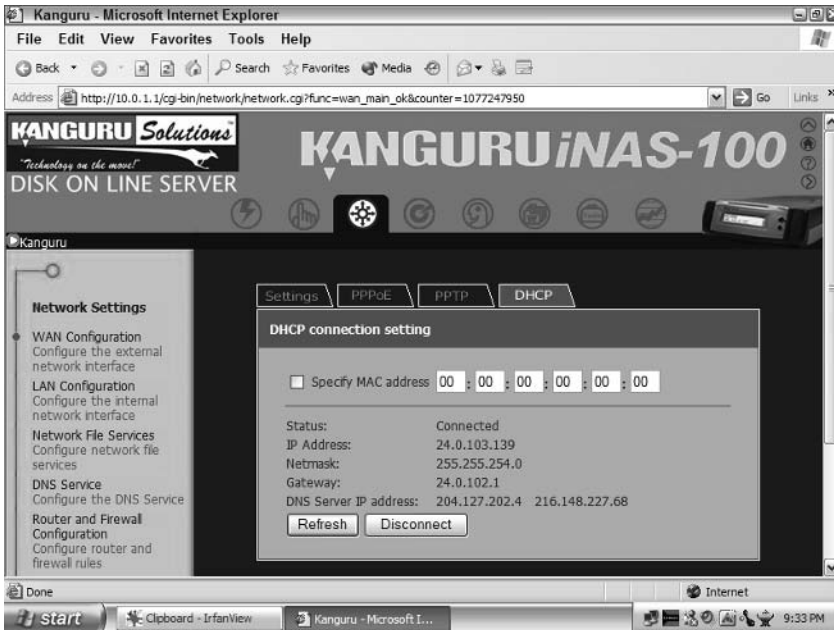 Kanguru - Microsoft Internet Explorer
File Edit View Favorites Tools Help
Back Search Favorites Media
Address http://10.0.1.1/cgi-bin/network/network.cgi?func=wan_main_ok&counter=1077247950 Go Links »
KANGURU Solutions
"Technology on the move!"
DISK ON LINE SERVER
KANGURU iNAS-100
Kanguru
Network Settings
WAN Configuration
Configure the external
network interface
LAN Configuration
Configure the internal
network interface
Network File Services
Configure network file
services
DNS Service
Configure the DNS Service
Router and Firewall
Configuration
Configure router and
firewall rules
Settings PPPoE PPTP DHCP
DHCP connection setting
Specify MAC address 00 : 00 : 00 : 00 : 00 : 00
Status: Connected
IP Address: 24.0.103.139
Netmask: 255.255.254.0
Gateway: 24.0.102.1
DNS Server IP address: 204.127.202.4 216.148.227.68
Refresh Disconnect
Done Internet
start Clipboard - IrfanView Kanguru - Microsoft I... 9:33 PM